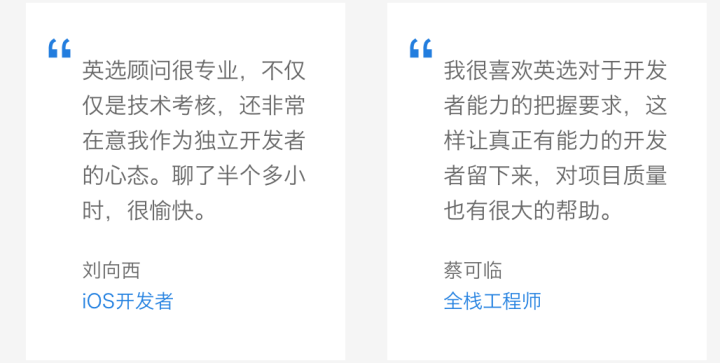 “
英选顾问很专业，不仅
仅是技术考核，还非常
在意我作为独立开发者
的心态。聊了半个多小
时，很愉快。
刘向西
iOS开发者
“
我很喜欢英选对于开发
者能力的把握要求，这
样让真正有能力的开发
者留下来，对项目质量
也有很大的帮助。
蔡可临
全栈工程师